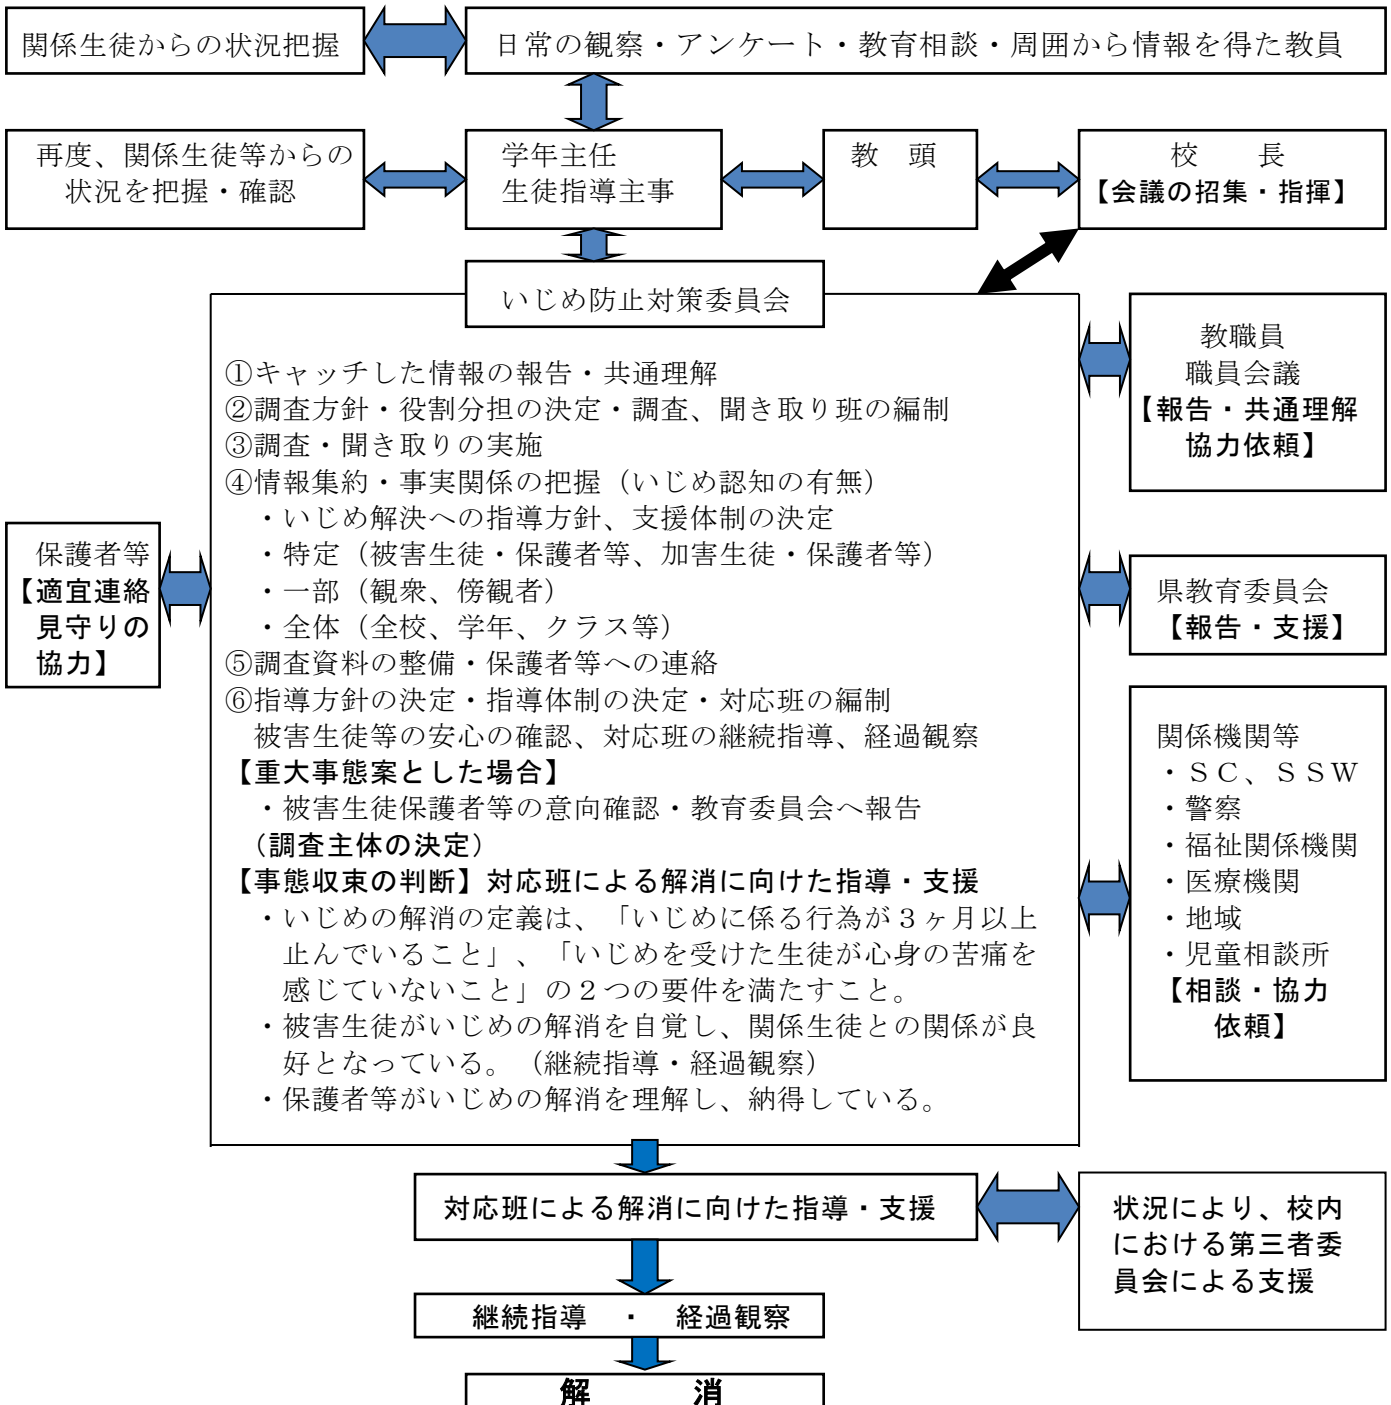 関係生徒からの状況把握
日常の観察・アンケート・教育相談・周囲から情報を得た教員
再度、関係生徒等からの
状況を把握・確認
学年主任
生徒指導主事
教　頭
校　　長
【会議の招集・指揮】
いじめ防止対策委員会
①キャッチした情報の報告・共通理解
②調査方針・役割分担の決定・調査、聞き取り班の編制
③調査・聞き取りの実施
④情報集約・事実関係の把握（いじめ認知の有無）
・いじめ解決への指導方針、支援体制の決定
・特定（被害生徒・保護者等、加害生徒・保護者等）
・一部（観衆、傍観者）
・全体（全校、学年、クラス等）
⑤調査資料の整備・保護者等への連絡
⑥指導方針の決定・指導体制の決定・対応班の編制
被害生徒等の安心の確認、対応班の継続指導、経過観察
【重大事態案とした場合】
・被害生徒保護者等の意向確認・教育委員会へ報告
（調査主体の決定）
【事態収束の判断】対応班による解消に向けた指導・支援
・いじめの解消の定義は、「いじめに係る行為が３ヶ月以上
止んでいること」、「いじめを受けた生徒が心身の苦痛を
感じていないこと」の２つの要件を満たすこと。
・被害生徒がいじめの解消を自覚し、関係生徒との関係が良
好となっている。（継続指導・経過観察）
・保護者等がいじめの解消を理解し、納得している。
保護者等
【適宜連絡
見守りの
協力】
教職員
職員会議
【報告・共通理解
協力依頼】
県教育委員会
【報告・支援】
関係機関等
・ＳＣ、ＳＳＷ
・警察
・福祉関係機関
・医療機関
・地域
・児童相談所
【相談・協力
依頼】
対応班による解消に向けた指導・支援
状況により、校内
における第三者委
員会による支援
継続指導　・　経過観察
解　　　消